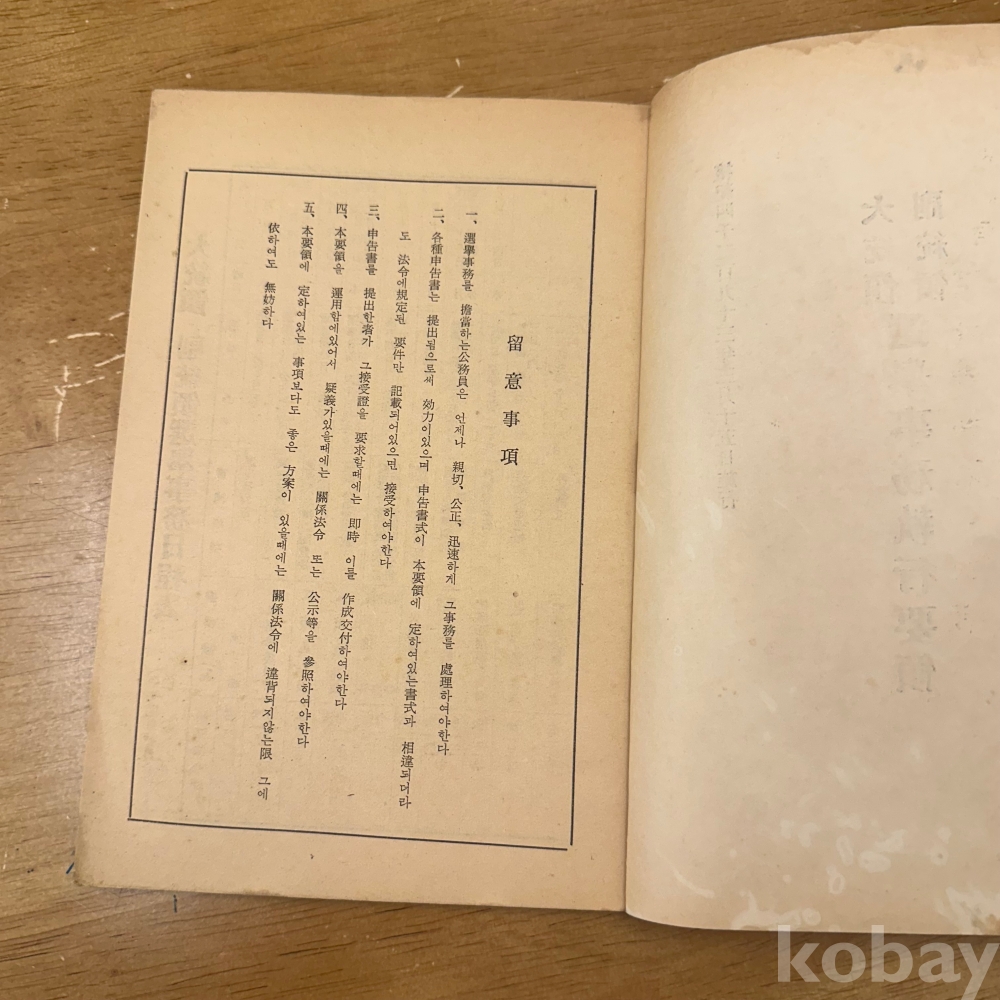 留意事項
一、選擧事務를 擔當하는公務員은 언제나 親切、公正、迅速하게 그事務를 處理하여야한다
二、各種申告書는 提出됨으로써 効力이있으며 申告書式이 本要領에 定하여있는書式과 相違되더라
도 法令에規定된 要件만 記載되어있으면 接受하여야한다
三、申告書를 提出한者가 그接受證을 要求할때에는 即時 이를 作成交付하여야한다
四、本要領을 運用함에있어서 疑義가있을때에는 關係法令 또는 公示等을 參照하여야한다
五、本要領에 定하여있는 事項보다도 좋은 方案이 있을때에는 關係法令에 違背되지않는限 그에
依하여도 無妨하다
kobay